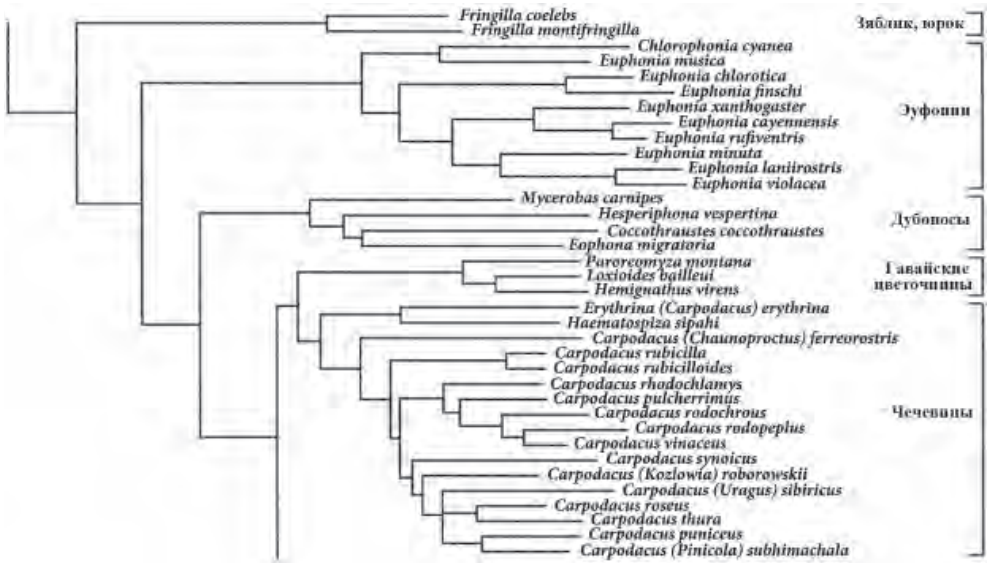 Fringilla coelebs
Fringilla montifringilla
Зяблик, юрок
Chlorophonia cyanea
Euphonia musica
Euphonia chlorotica
Euphonia finschi
Euphonia xanthogaster
Euphonia cayennensis
Euphonia rufiventris
Euphonia minuta
Euphonia laniirostris
Euphonia violacea
Эуфонии
Mycerobas carnipes
Hesperiphona vespertina
Coccothraustes coccothraustes
Eophona migratoria
Дубоносы
Paroreomyza montana
Loxioides bailleui
Hemignathus virens
Гавайские
цветочницы
Erythrina (Carpodacus) erythrina
Haematospiza sipahi
Carpodacus (Chaunoproctus) ferreorostris
Carpodacus rubicilla
Carpodacus rubicilloides
Carpodacus rhodochlamys
Carpodacus pulcherrimus
Carpodacus rodochrous
Carpodacus rodopeplus
Carpodacus vinaceus
Carpodacus synoicus
Carpodacus (Kozlowia) roborowskii
Carpodacus (Uragus) sibiricus
Carpodacus roseus
Carpodacus thura
Carpodacus puniceus
Carpodacus (Pinicola) subhimachala
Чечевицы